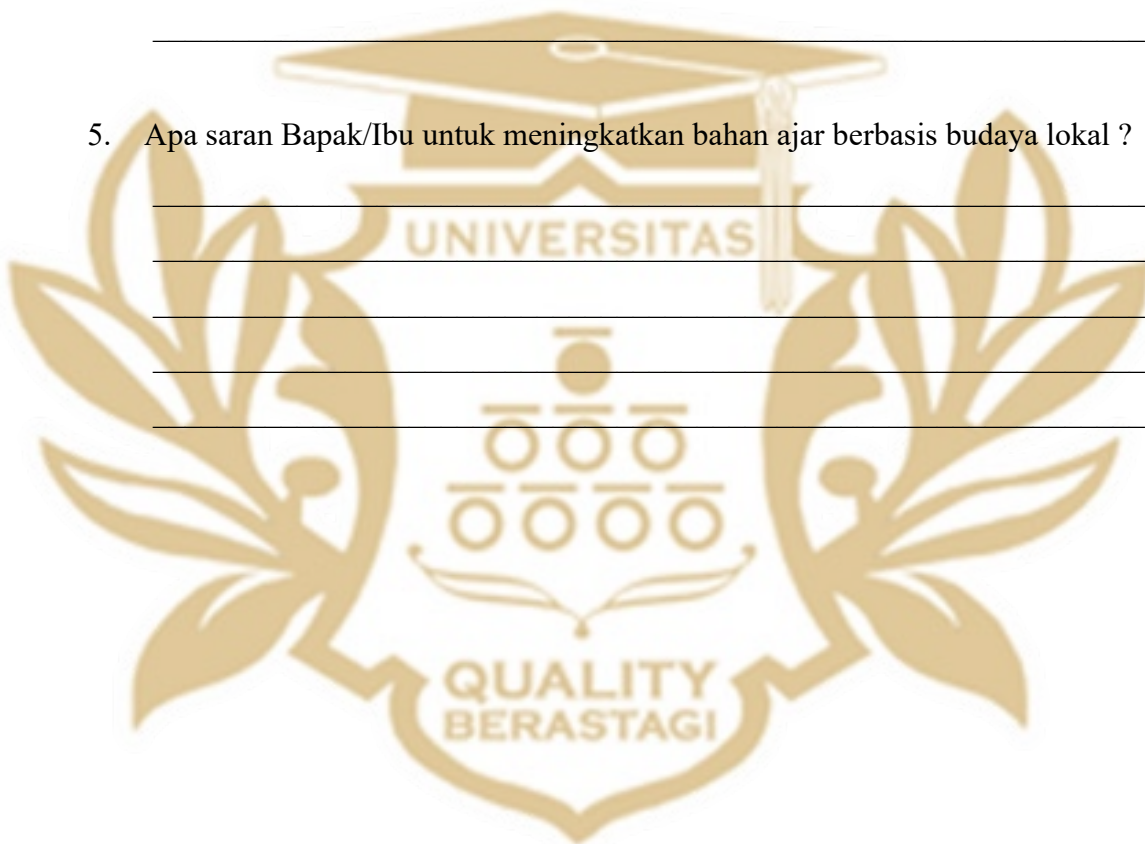 5. Apa saran Bapak/Ibu untuk meningkatkan bahan ajar berbasis budaya lokal ?
UNIVERSITAS
QUALITY
BERASTAGI